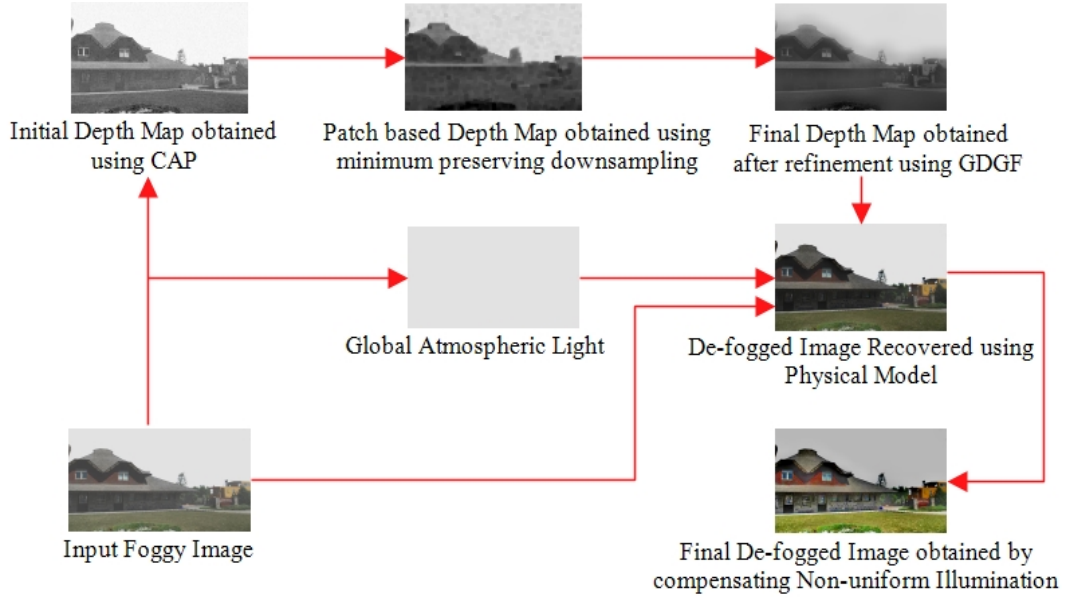 Initial Depth Map obtained
using CAP
Patch based Depth Map obtained using
minimum preserving downsampling
Final Depth Map obtained
after refinement using GDGF
Global Atmospheric Light
De-fogged Image Recovered using
Physical Model
Input Foggy Image
Final De-fogged Image obtained by
compensating Non-uniform Illumination